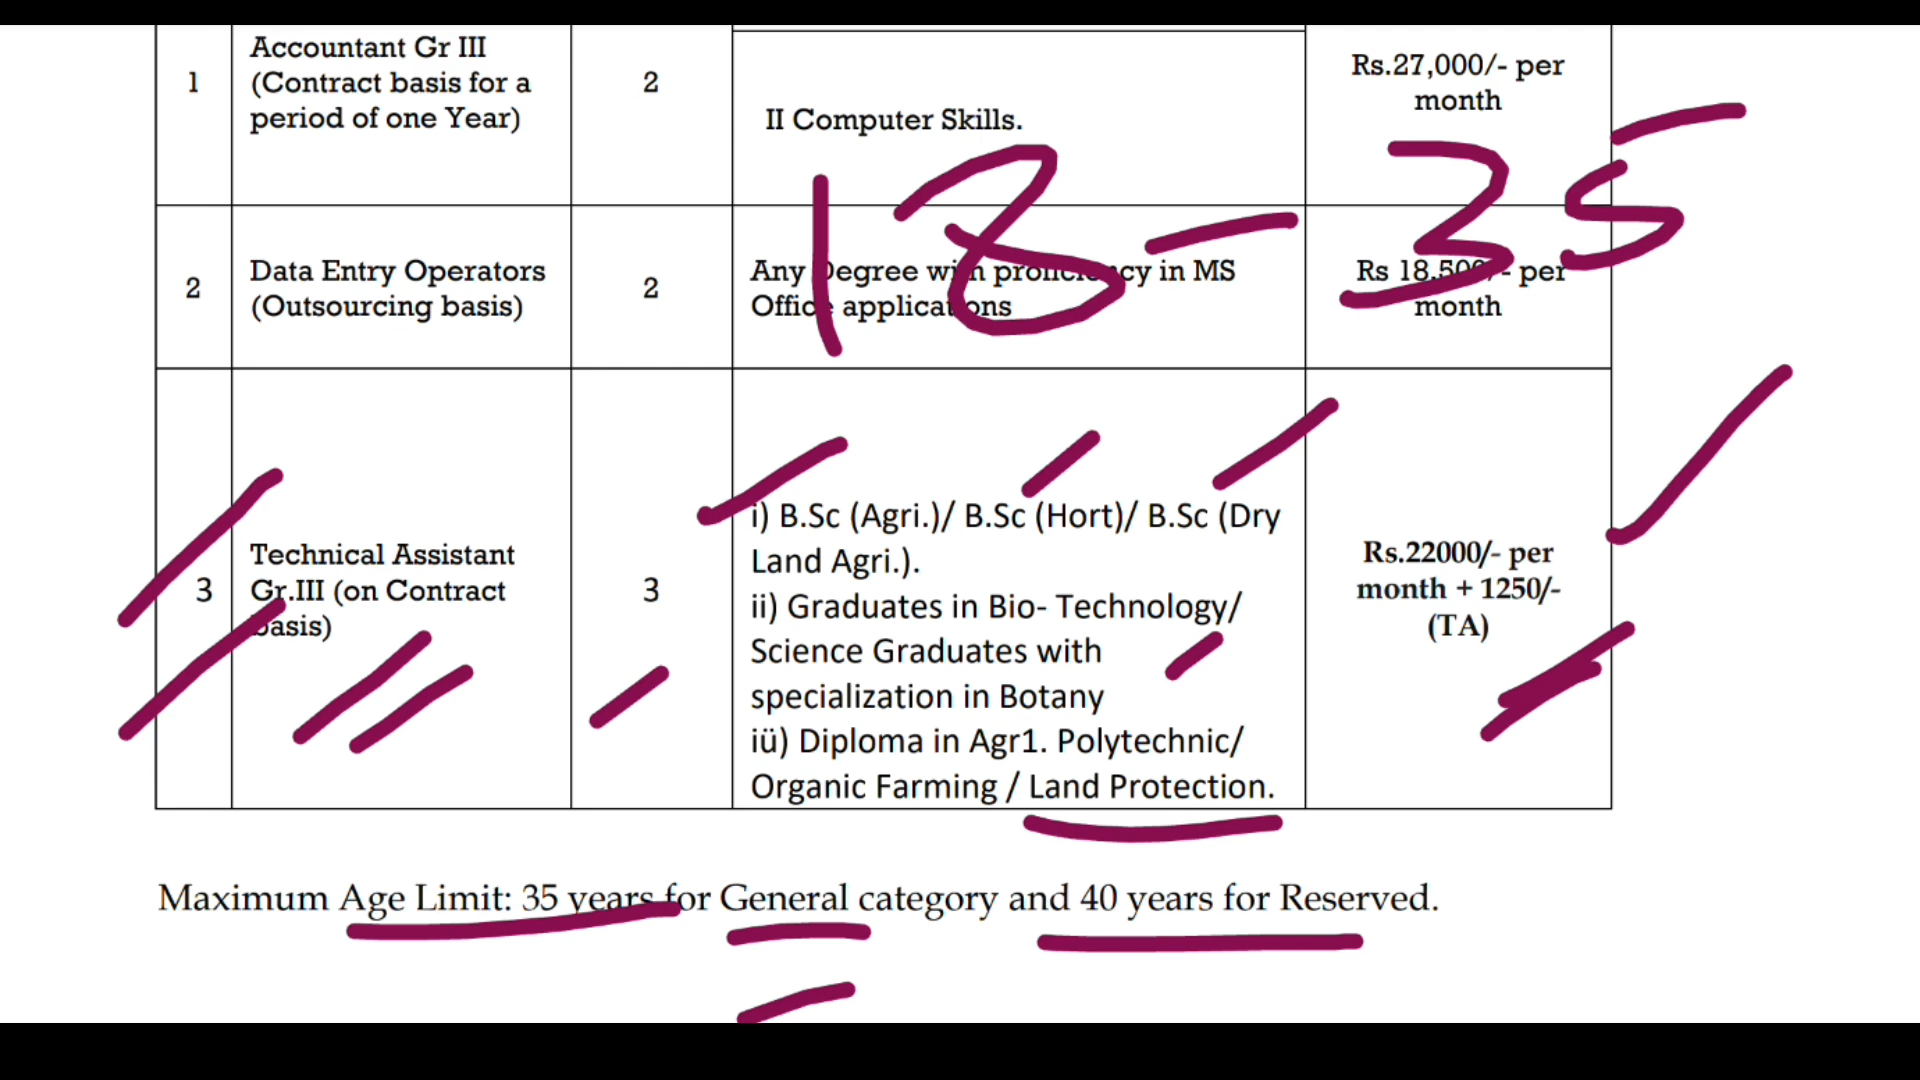 Accountant Gr III
(Contract basis for a
period of one Year)
1
2
II Computer Skills.
Rs.27,000/- per
month
18 - 35
2
Data Entry Operators
(Outsourcing basis)
2
Any Degree with proficiency in MS
Office applications
Rs 18,500/- per
month
3
Technical Assistant
Gr.III (on Contract
basis)
3
i) B.Sc (Agri.)/ B.Sc (Hort)/ B.Sc (Dry
Land Agri.).
ii) Graduates in Bio- Technology/
Science Graduates with
specialization in Botany
iü) Diploma in Agr1. Polytechnic/
Organic Farming / Land Protection.
Rs.22000/- per
month + 1250/-
(TA)
Maximum Age Limit: 35 years for General category and 40 years for Reserved.